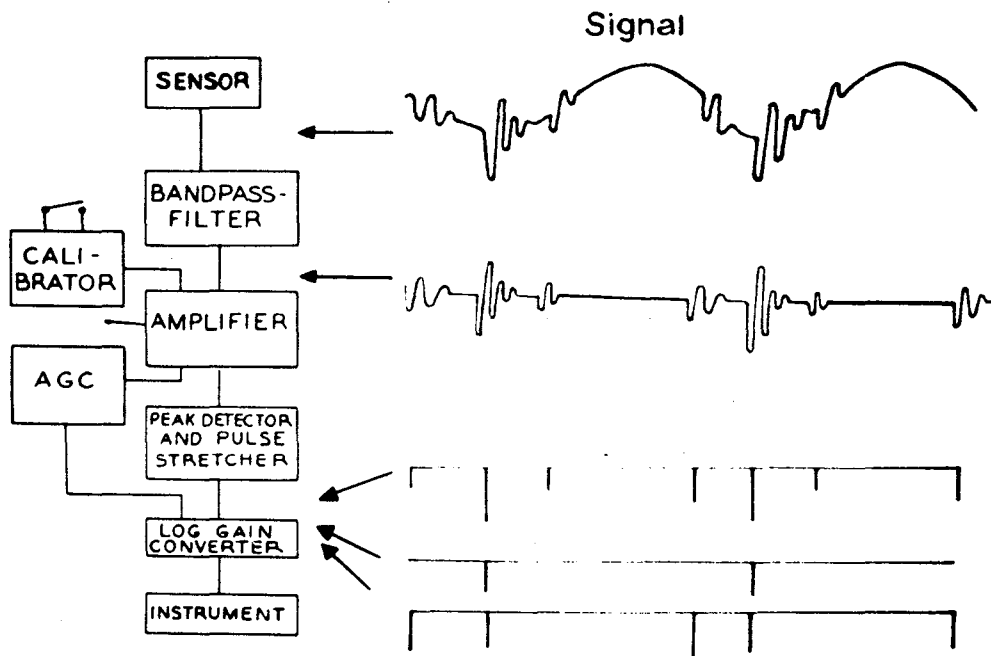 Signal
SENSOR
BANDPASS-
FILTER
CALI-
BRATOR
AMPLIFIER
AGC
PEAK DETECTOR
AND PULSE
STRETCHER
LOG GAIN
CONVERTER
INSTRUMENT